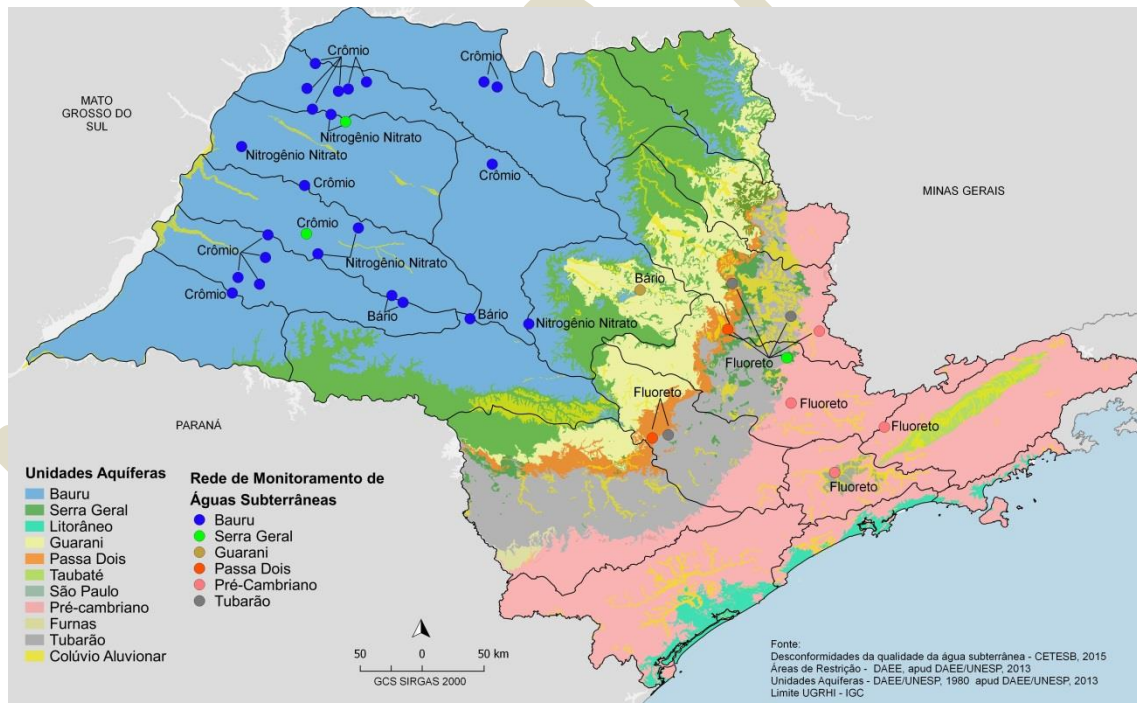 Crômio
Crômio
MATO
GROSSO DO
SUL
Nitrogênio Nitrato
Nitrogênio Nitrato
Crômio
Crômio
MINAS GERAIS
Crômio
Crômio
Nitrogênio Nitrato
Bário
Crômio
Bário
Bário
Nitrogênio Nitrato
Fluoreto
Fluoreto
Fluoreto
Fluoreto
Fluoreto
PARANÁ
Unidades Aquíferas
Bauru
Serra Geral
Litorâneo
Guarani
Passa Dois
Taubaté
São Paulo
Pré-cambriano
Furnas
Tubarão
Colúvio Aluvionar
Rede de Monitoramento de
Águas Subterrâneas
Bauru
Serra Geral
Guarani
Passa Dois
Pré-Cambriano
Tubarão
50 0 50 km
GCS SIRGAS 2000
Fonte:
Desconformidades da qualidade da água subterrânea - CETESB, 2015
Áreas de Restrição - DAEE, apud DAEE/UNESP, 2013
Unidades Aquíferas - DAEE/UNESP, 1980 apud DAEE/UNESP, 2013
Limite UGRHI - IGC